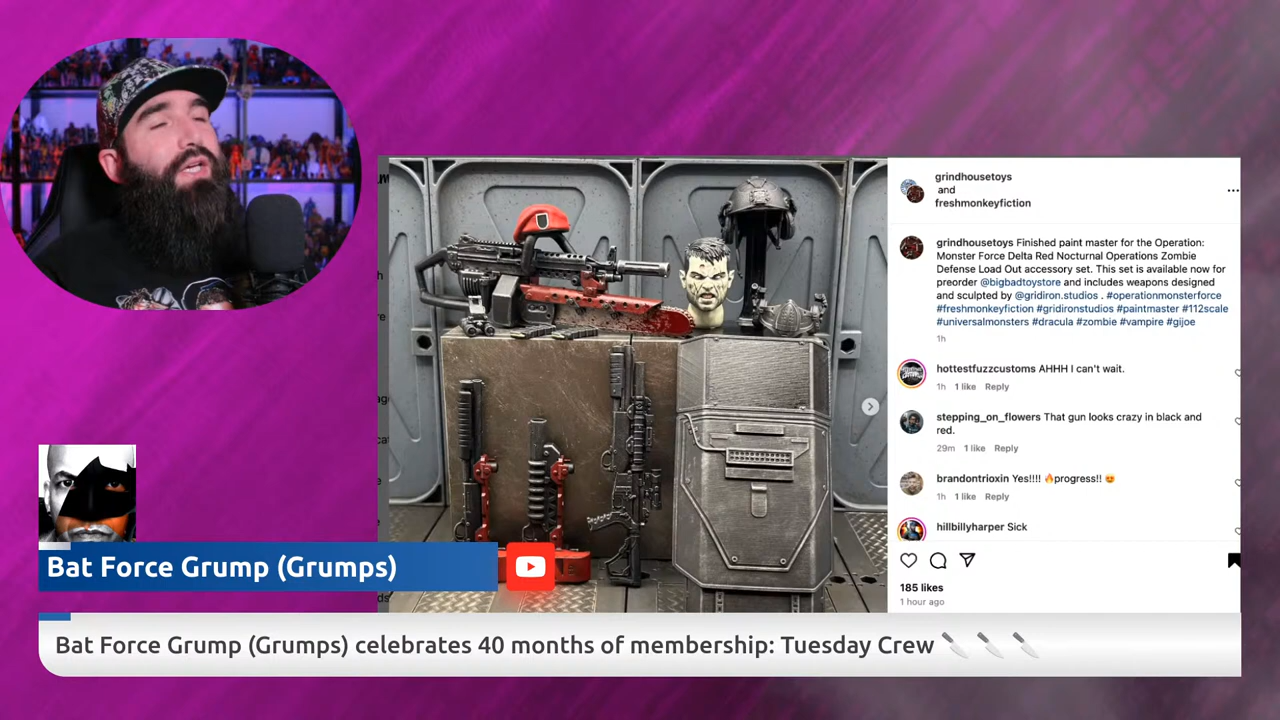 grindhousetoys
and
freshmonkeyfiction
grindhousetoys Finished paint master for the Operation:
Monster Force Delta Red Nocturnal Operations Zombie
Defense Load Out accessory set. This set is available now for
preorder @bigbadtoystore and includes weapons designed
and sculpted by @gridiron.studios . #operationmonsterforce
#freshmonkeyfiction #gridironstudios #paintmaster #112scale
#universalmonsters #dracula #zombie #vampire #gijoe
1h
hottestfuzzcustoms AHHH I can't wait.
1h 1 like Reply
stepping_on_flowers That gun looks crazy in black and
red.
29m 1 like Reply
brandontrioxin Yes!!!! 🔥progress!! 😍
1h 1 like Reply
hillbillyharper Sick
185 likes
1 hour ago
Bat Force Grump (Grumps)
Bat Force Grump (Grumps) celebrates 40 months of membership: Tuesday Crew 🔪🔪🔪